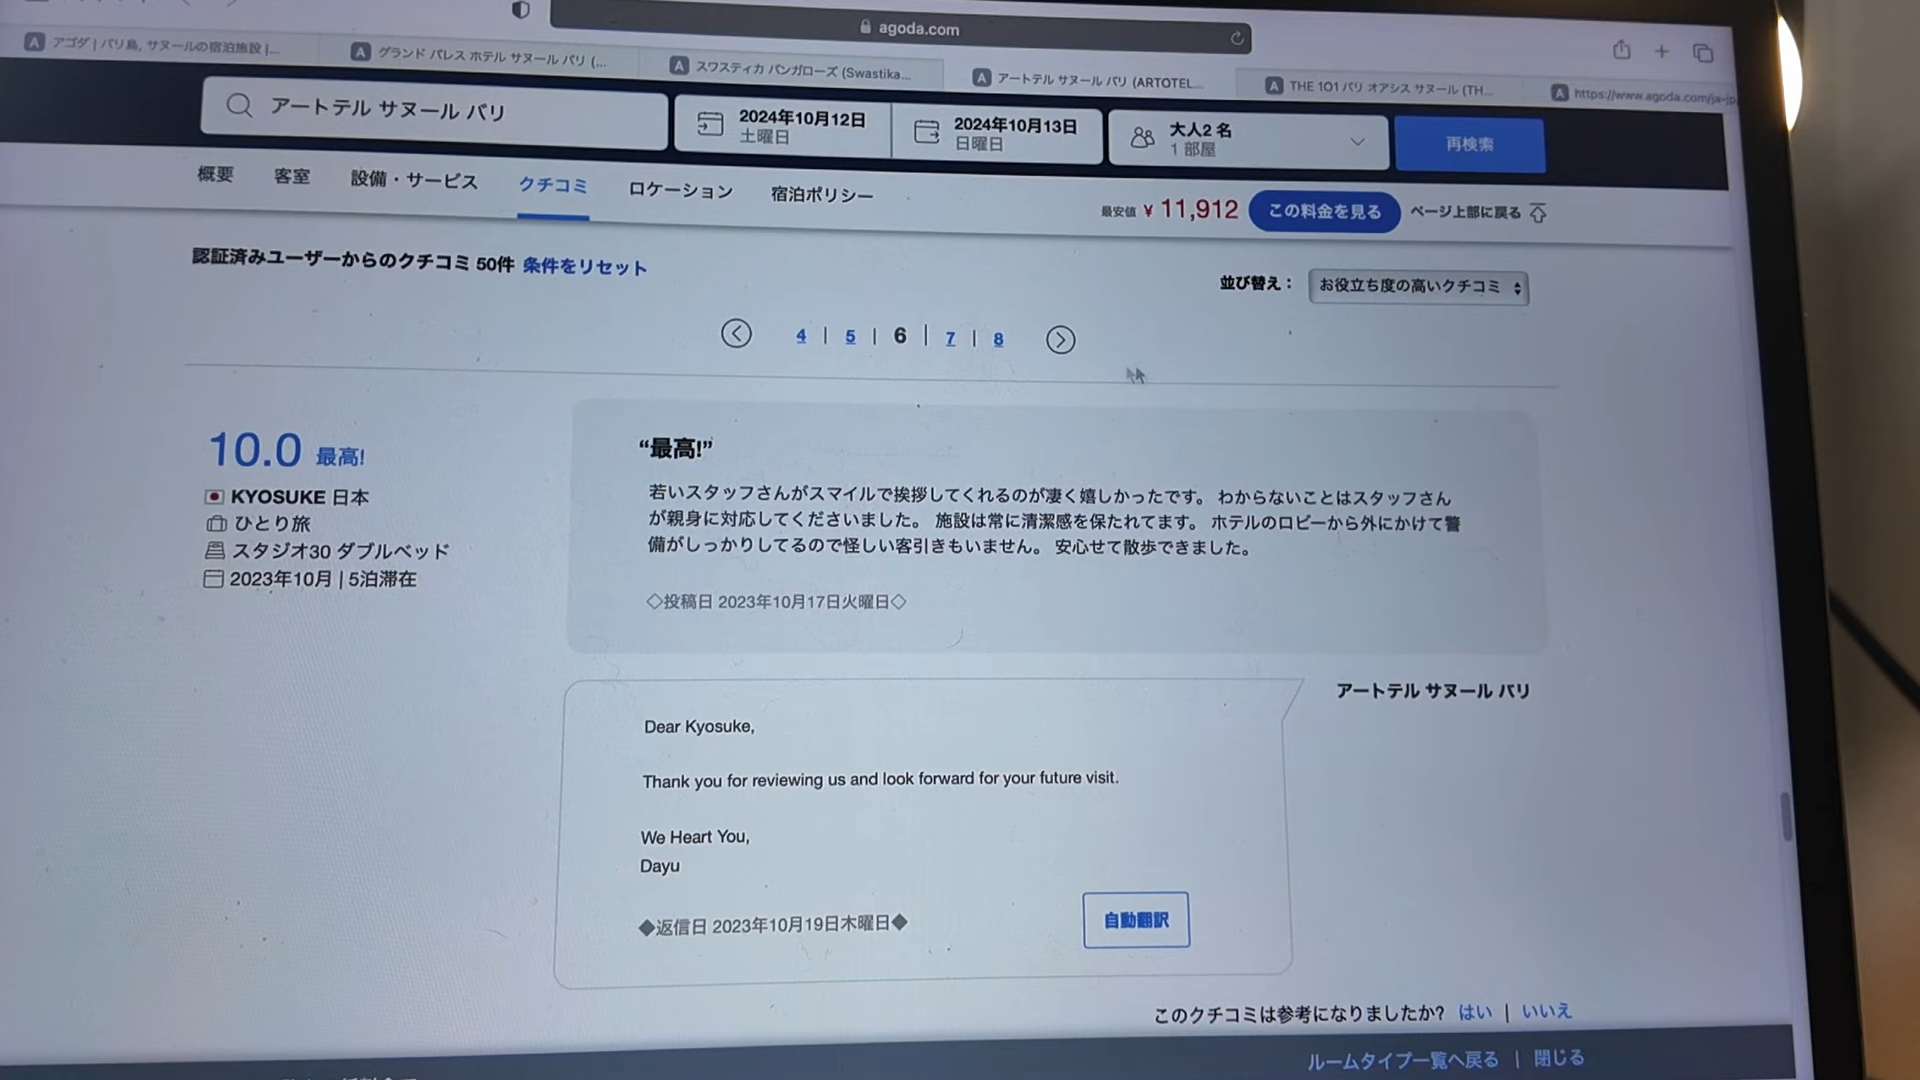 agoda.com
アゴダ | バリ島, サヌールの宿泊施設 |...
グランド パレス ホテル サヌール バリ (...
スワスティカ バンガローズ (Swastika...
アートテル サヌール バリ (ARTOTEL...
THE 1O1 バリ オアシス サヌール (TH...
https://www.agoda.com/ja-jp
アートテル サヌール バリ
2024年10月12日
土曜日
2024年10月13日
日曜日
大人2 名
1 部屋
再検索
概要
客室
設備・サービス
クチコミ
ロケーション
宿泊ポリシー
最安値 ¥ 11,912
この料金を見る
ページ上部に戻る
認証済みユーザーからのクチコミ 50件 条件をリセット
並び替え：
お役立ち度の高いクチコミ
4 | 5 | 6 | 7 | 8
10.0 最高!
KYOSUKE 日本
ひとり旅
スタジオ30 ダブルベッド
2023年10月 | 5泊滞在
“最高!”
若いスタッフさんがスマイルで挨拶してくれるのが凄く嬉しかったです。 わからないことはスタッフさん
が親身に対応してくださいました。 施設は常に清潔感を保たれてます。 ホテルのロビーから外にかけて警
備がしっかりしてるので怪しい客引きもいません。 安心せて散歩できました。
◇投稿日 2023年10月17日火曜日◇
アートテル サヌール バリ
Dear Kyosuke,
Thank you for reviewing us and look forward for your future visit.
We Heart You,
Dayu
◆返信日 2023年10月19日木曜日◆
自動翻訳
このクチコミは参考になりましたか? はい | いいえ
ルームタイプ一覧へ戻る | 閉じる